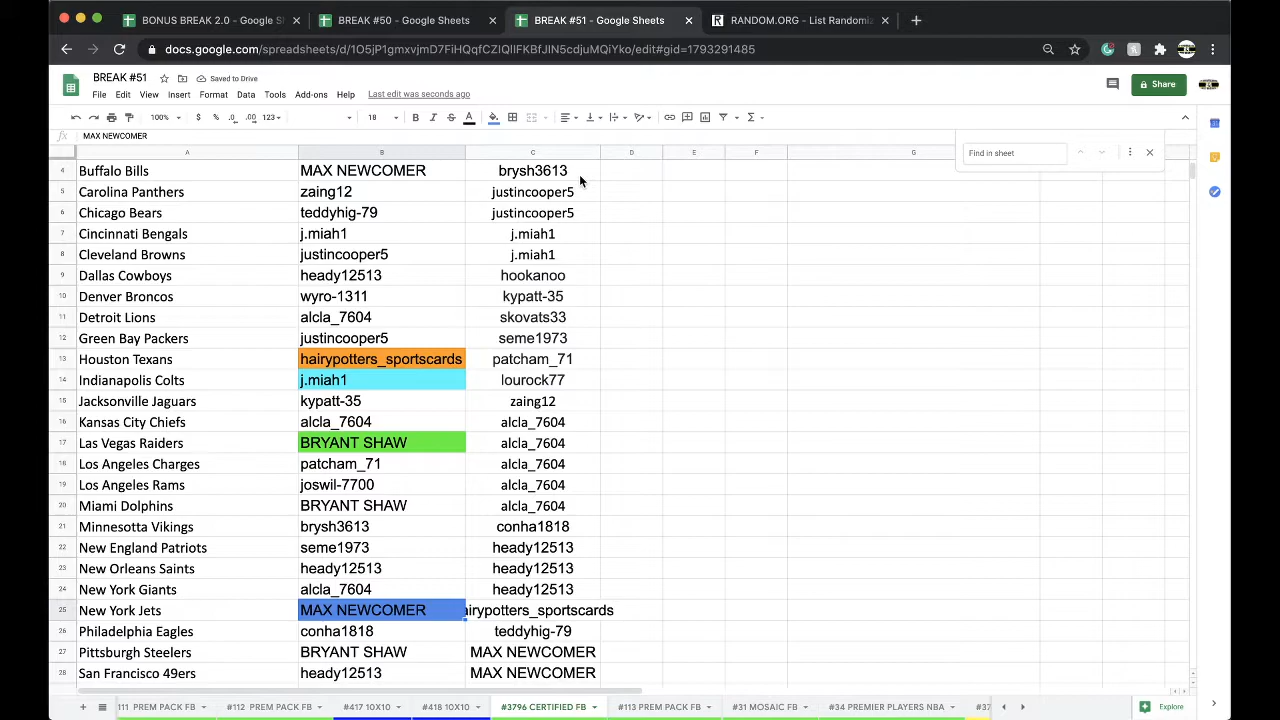 BONUS BREAK 2.0 - Google S
BREAK #50 - Google Sheets
BREAK #51 - Google Sheets
RANDOM.ORG - List Randomiz
docs.google.com/spreadsheets/d/1O5jP1gmxvjmD7FiHQqfCZIQIlFKBfJIN5cdjuMQiYko/edit#gid=1793291485
BREAK #51 Saved to Drive
File Edit View Insert Format Data Tools Add-ons Help Last edit was seconds ago
Share
100% $ % .0 .00 123 18 B I S A
fx MAX NEWCOMER
Find in sheet
A B C D E F G
4 Buffalo Bills MAX NEWCOMER brysh3613
5 Carolina Panthers zaing12 justincooper5
6 Chicago Bears teddyhig-79 justincooper5
7 Cincinnati Bengals j.miah1 j.miah1
8 Cleveland Browns justincooper5 j.miah1
9 Dallas Cowboys heady12513 hookanoo
10 Denver Broncos wyro-1311 kypatt-35
11 Detroit Lions alcla_7604 skovats33
12 Green Bay Packers justincooper5 seme1973
13 Houston Texans hairypotters_sportscards patcham_71
14 Indianapolis Colts j.miah1 lourock77
15 Jacksonville Jaguars kypatt-35 zaing12
16 Kansas City Chiefs alcla_7604 alcla_7604
17 Las Vegas Raiders BRYANT SHAW alcla_7604
18 Los Angeles Charges patcham_71 alcla_7604
19 Los Angeles Rams joswil-7700 alcla_7604
20 Miami Dolphins BRYANT SHAW alcla_7604
21 Minnesotta Vikings brysh3613 conha1818
22 New England Patriots seme1973 heady12513
23 New Orleans Saints heady12513 heady12513
24 New York Giants alcla_7604 heady12513
25 New York Jets MAX NEWCOMER airypotters_sportscards
26 Philadelphia Eagles conha1818 teddyhig-79
27 Pittsburgh Steelers BRYANT SHAW MAX NEWCOMER
28 San Francisco 49ers heady12513 MAX NEWCOMER
111 PREM PACK FB #112 PREM PACK FB #417 10X10 #418 10X10 #3796 CERTIFIED FB #113 PREM PACK FB #31 MOSAIC FB #34 PREMIER PLAYERS NBA #37
Explore